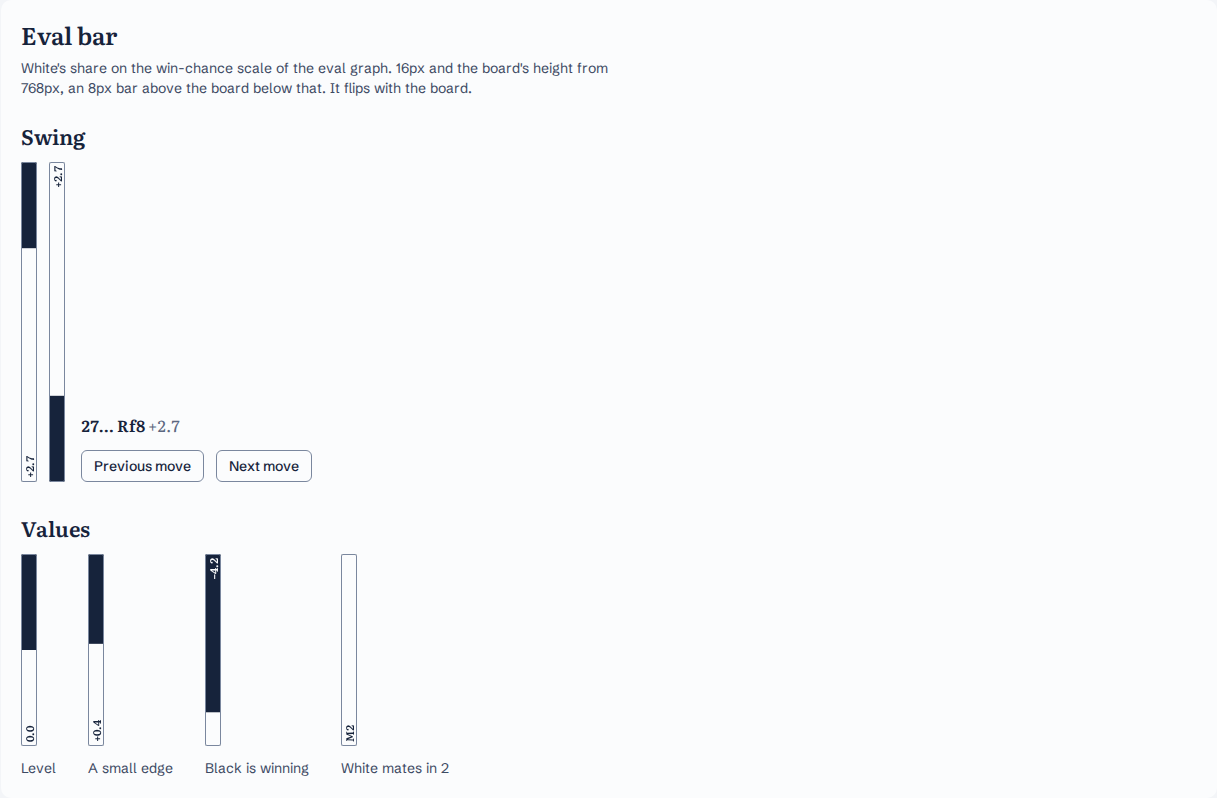 Eval bar
White's share on the win-chance scale of the eval graph. 16px and the board's height from
768px, an 8px bar above the board below that. It flips with the board.
Swing
+2.7
+2.7
27... Rf8 +2.7
Previous move
Next move
Values
0.0
+0.4
−4.2
M2
Level
A small edge
Black is winning
White mates in 2